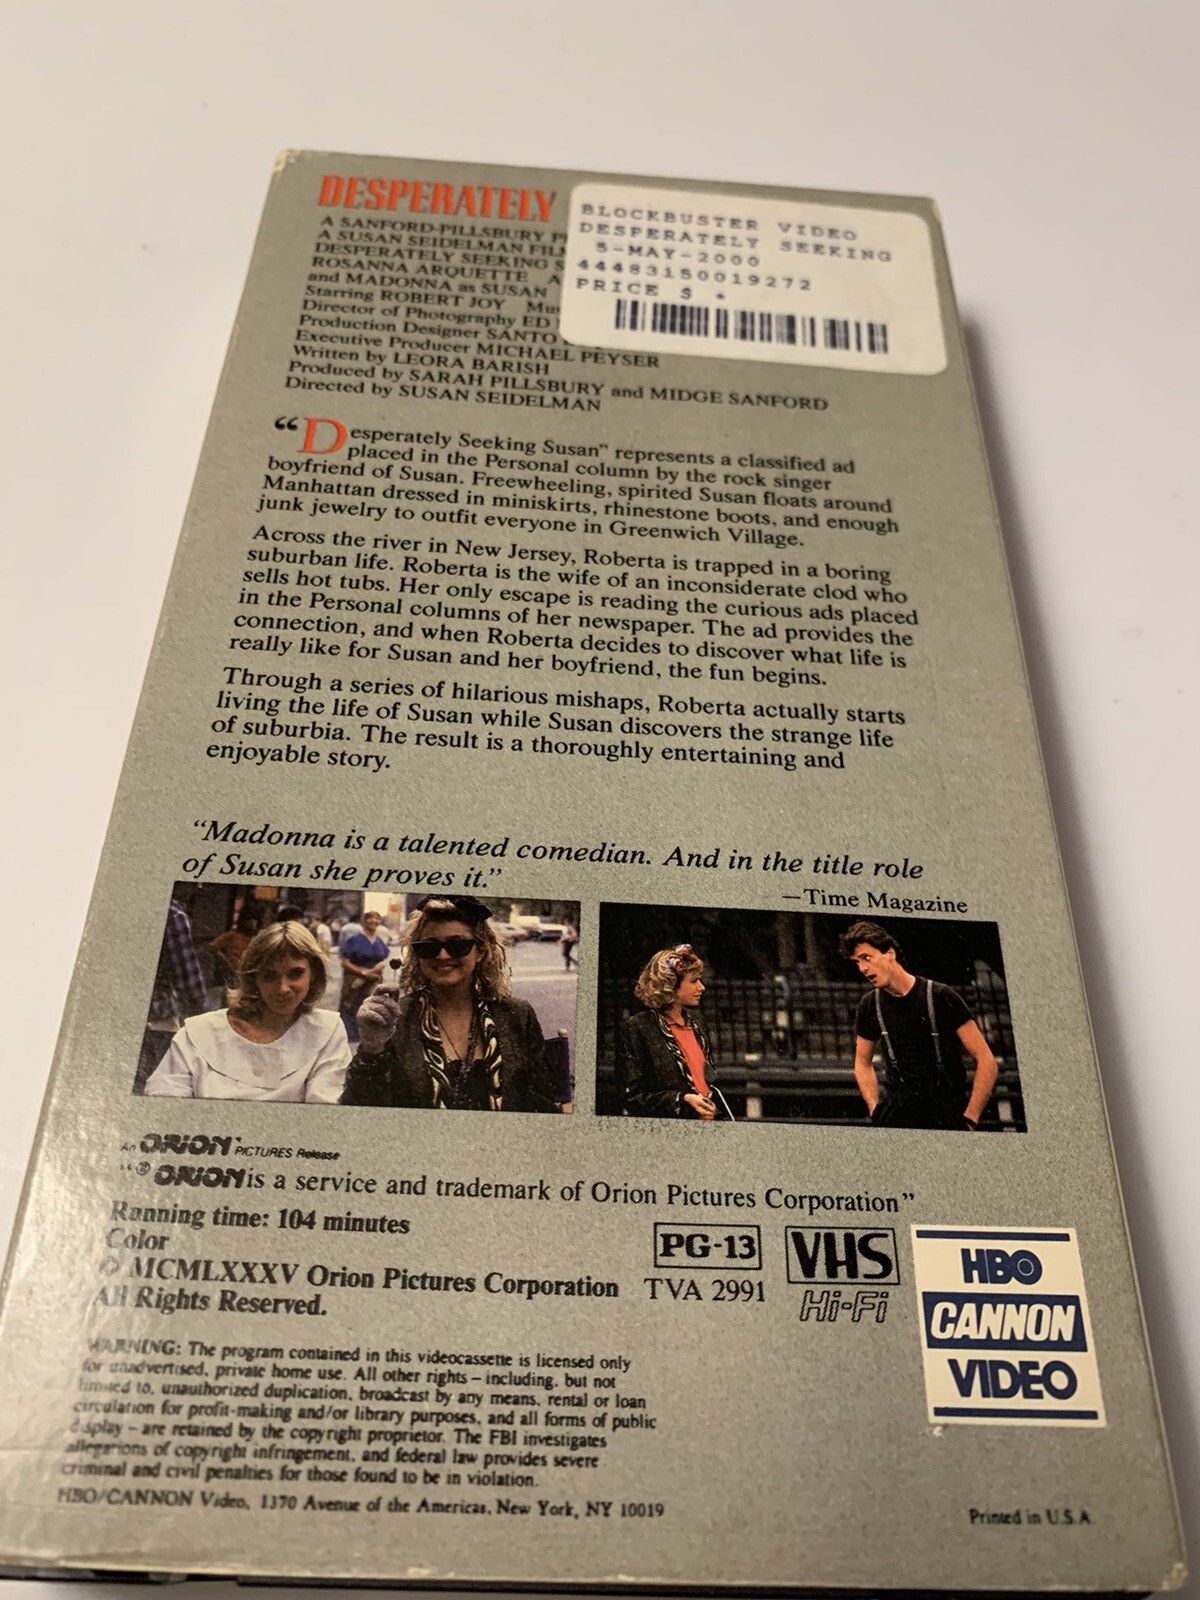 DESPERATELY
A SANFORD-PILLSBURY
A SUSAN SEIDELMAN
DESPERATELY SEEKING
ROSANNA ARQUETTE
and MADONNA as SUSAN
Starring ROBERT JOY
Director of Photography ED
Production Designer SANTO
Executive Producer MICHAEL PEYSER
Written by LEORA BARISH
Produced by SARAH PILLSBURY and MIDGE SANFORD
Directed by SUSAN SEIDELMAN
BLOCKBUSTER VIDEO
DESPERATELY SEEKING
5-MAY-2000
44483150019272
PRICE $ *
“Desperately Seeking Susan” represents a classified ad
placed in the Personal column by the rock singer
boyfriend of Susan. Freewheeling, spirited Susan floats around
Manhattan dressed in miniskirts, rhinestone boots, and enough
junk jewelry to outfit everyone in Greenwich Village.
Across the river in New Jersey, Roberta is trapped in a boring
suburban life. Roberta is the wife of an inconsiderate clod who
sells hot tubs. Her only escape is reading the curious ads placed
in the Personal columns of her newspaper. The ad provides the
connection, and when Roberta decides to discover what life is
really like for Susan and her boyfriend, the fun begins.
Through a series of hilarious mishaps, Roberta actually starts
living the life of Susan while Susan discovers the strange life
of suburbia. The result is a thoroughly entertaining and
enjoyable story.
“Madonna is a talented comedian. And in the title role
of Susan she proves it.”
—Time Magazine
An ORION PICTURES Release
“® ORION is a service and trademark of Orion Pictures Corporation”
Running time: 104 minutes
Color
© MCMLXXXV Orion Pictures Corporation
All Rights Reserved.
PG-13
TVA 2991
VHS
Hi-Fi
HBO
CANNON
VIDEO
WARNING: The program contained in this videocassette is licensed only
for unadvertised, private home use. All other rights – including, but not
limited to, unauthorized duplication, broadcast by any means, rental or loan
circulation for profit-making and/or library purposes, and all forms of public
display – are retained by the copyright proprietor. The FBI investigates
allegations of copyright infringement, and federal law provides severe
criminal and civil penalties for those found to be in violation.
HBO/CANNON Video, 1370 Avenue of the Americas, New York, NY 10019
Printed in U.S.A.